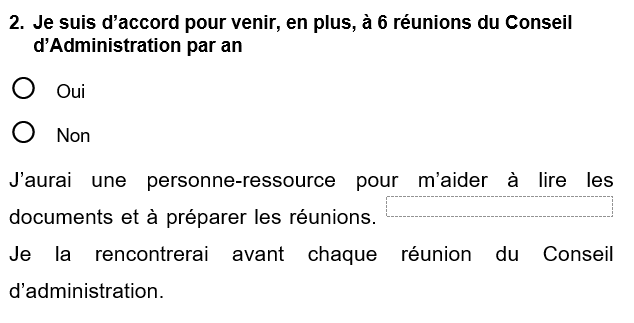 2. Je suis d’accord pour venir, en plus, à 6 réunions du Conseil
d’Administration par an
Oui
Non
J’aurai une personne-ressource pour m’aider à lire les
documents et à préparer les réunions.
Je la rencontrerai avant chaque réunion du Conseil
d’administration.